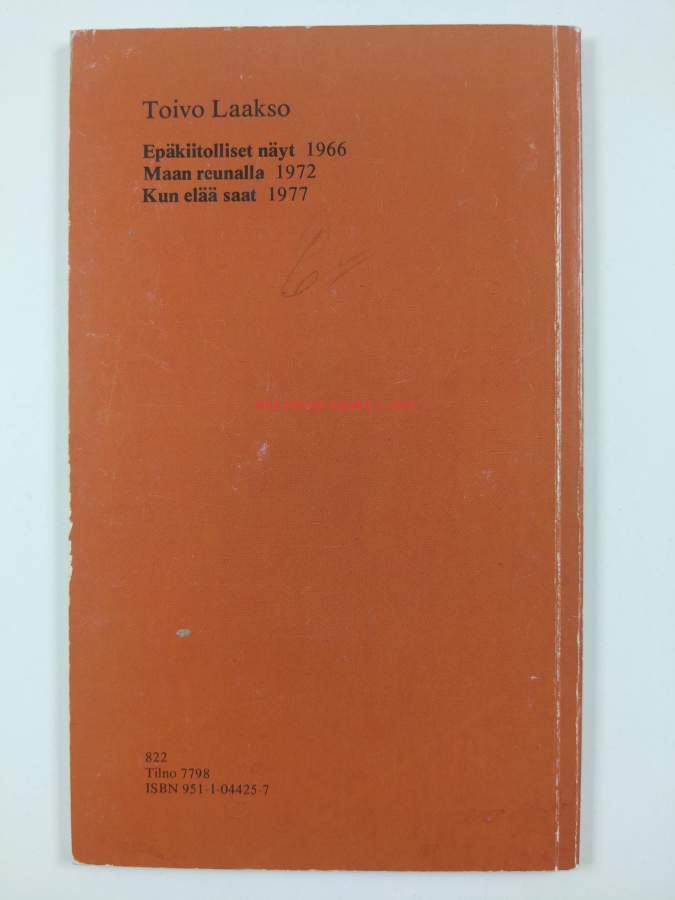 Toivo Laakso
Epäkiitolliset näyt 1966
Maan reunalla 1972
Kun elää saat 1977
822
Tilno 7798
ISBN 951-1-04425-7